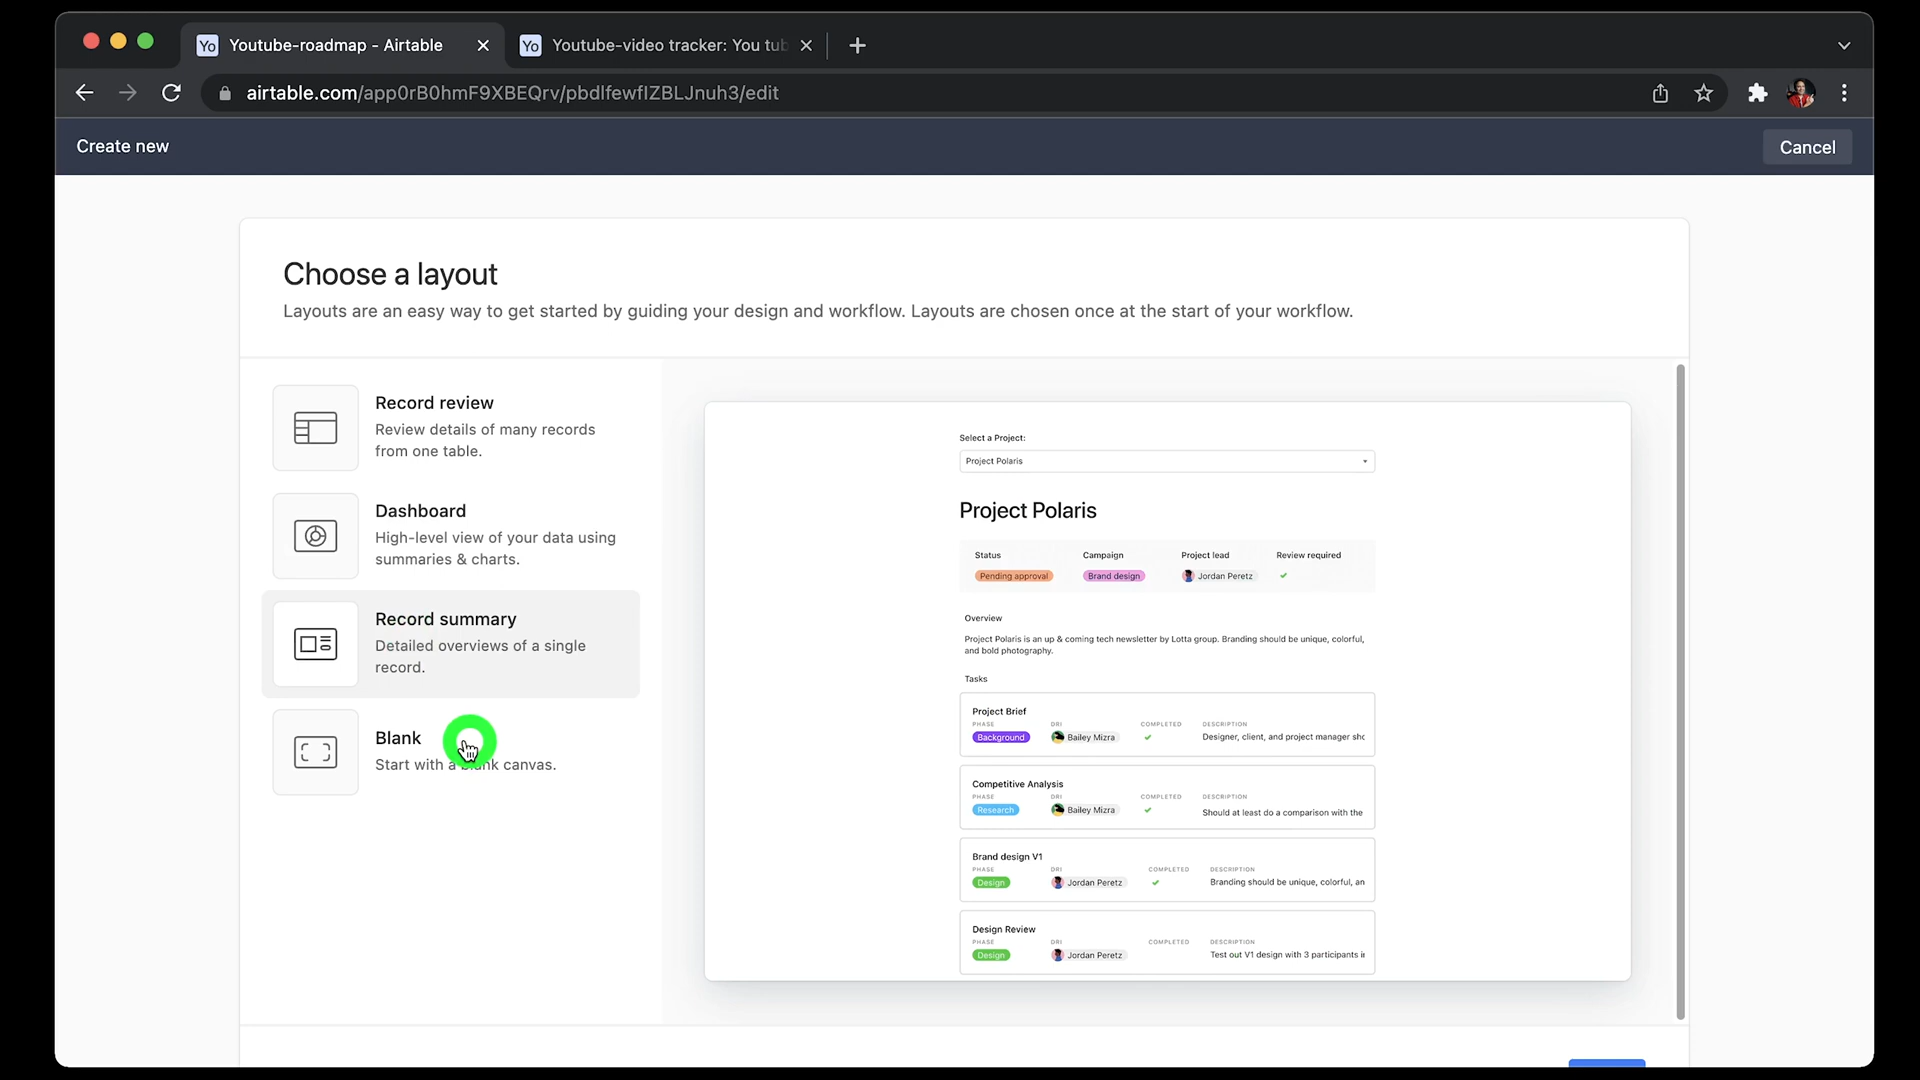 Yo Youtube-roadmap - Airtable
Yo Youtube-video tracker: You tub
airtable.com/app0rB0hmF9XBEQrv/pbdlfewfIZBLJnuh3/edit
Create new
Cancel
Choose a layout
Layouts are an easy way to get started by guiding your design and workflow. Layouts are chosen once at the start of your workflow.
Record review
Review details of many records
from one table.
Dashboard
High-level view of your data using
summaries & charts.
Record summary
Detailed overviews of a single
record.
Blank
Start with a blank canvas.
Select a Project:
Project Polaris
Project Polaris
Status Campaign Project lead Review required
Pending approval Brand design Jordan Peretz
Overview
Project Polaris is an up & coming tech newsletter by Lotta group. Branding should be unique, colorful,
and bold photography.
Tasks
Project Brief
PHASE DRI COMPLETED DESCRIPTION
Background Bailey Mizra Designer, client, and project manager sho
Competitive Analysis
PHASE DRI COMPLETED DESCRIPTION
Research Bailey Mizra Should at least do a comparison with the
Brand design V1
PHASE DRI COMPLETED DESCRIPTION
Design Jordan Peretz Branding should be unique, colorful, an
Design Review
PHASE DRI COMPLETED DESCRIPTION
Design Jordan Peretz Test out V1 design with 3 participants i